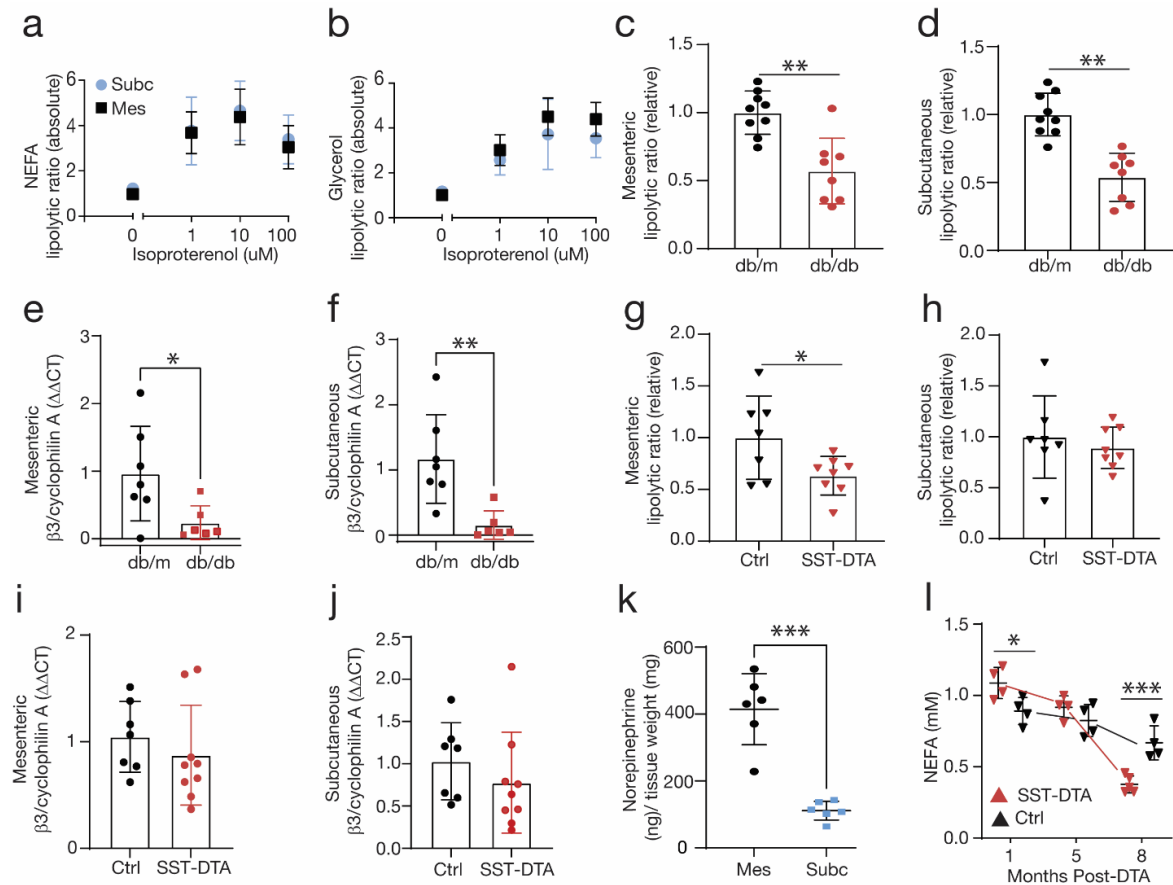 a
NEFA
lipolytic ratio (absolute)
6
4
2
0
Subc
Mes
0 1 10 100
Isoproterenol (uM)
b
Glycerol
lipolytic ratio (absolute)
6
4
2
0
0 1 10 100
Isoproterenol (uM)
c
Mesenteric
lipolytic ratio (relative)
1.5
1.0
0.5
0.0
**
db/m db/db
d
Subcutaneous
lipolytic ratio (relative)
1.5
1.0
0.5
0.0
**
db/m db/db
e
Mesenteric
β3/cyclophilin A (ΔΔCT)
3
2
1
0
*
db/m db/db
f
Subcutaneous
β3/cyclophilin A (ΔΔCT)
3
2
1
0
**
db/m db/db
g
Mesenteric
lipolytic ratio (relative)
2.0
1.5
1.0
0.5
0.0
*
Ctrl SST-DTA
h
Subcutaneous
lipolytic ratio (relative)
2.0
1.5
1.0
0.5
0.0
Ctrl SST-DTA
i
Mesenteric
β3/cyclophilin A (ΔΔCT)
2
1
0
Ctrl SST-DTA
j
Subcutaneous
β3/cyclophilin A (ΔΔCT)
2.5
2.0
1.5
1.0
0.5
0.0
Ctrl SST-DTA
k
Norepinephrine
(ng)/ tissue weight (mg)
600
400
200
0
***
Mes Subc
l
NEFA (mM)
1.5
1.0
0.5
0.0
*
***
SST-DTA
Ctrl
1 5 8
Months Post-DTA